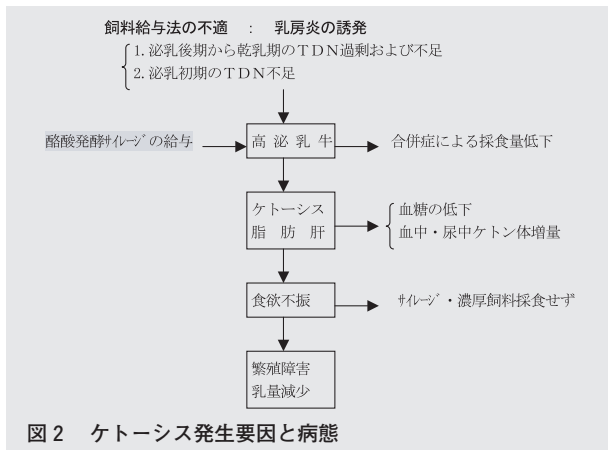 飼料給与法の不適　：　乳房炎の誘発
1. 泌乳後期から乾乳期のＴＤＮ過剰および不足
2. 泌乳初期のＴＤＮ不足
酪酸発酵ｻｲﾚｰｼﾞの給与
高 泌 乳 牛
合併症による採食量低下
ケトーシス
脂　肪　肝
血糖の低下
血中・尿中ケトン体増量
食欲不振
ｻｲﾚｰｼﾞ・濃厚飼料採食せず
繁殖障害
乳量減少
図２　ケトーシス発生要因と病態